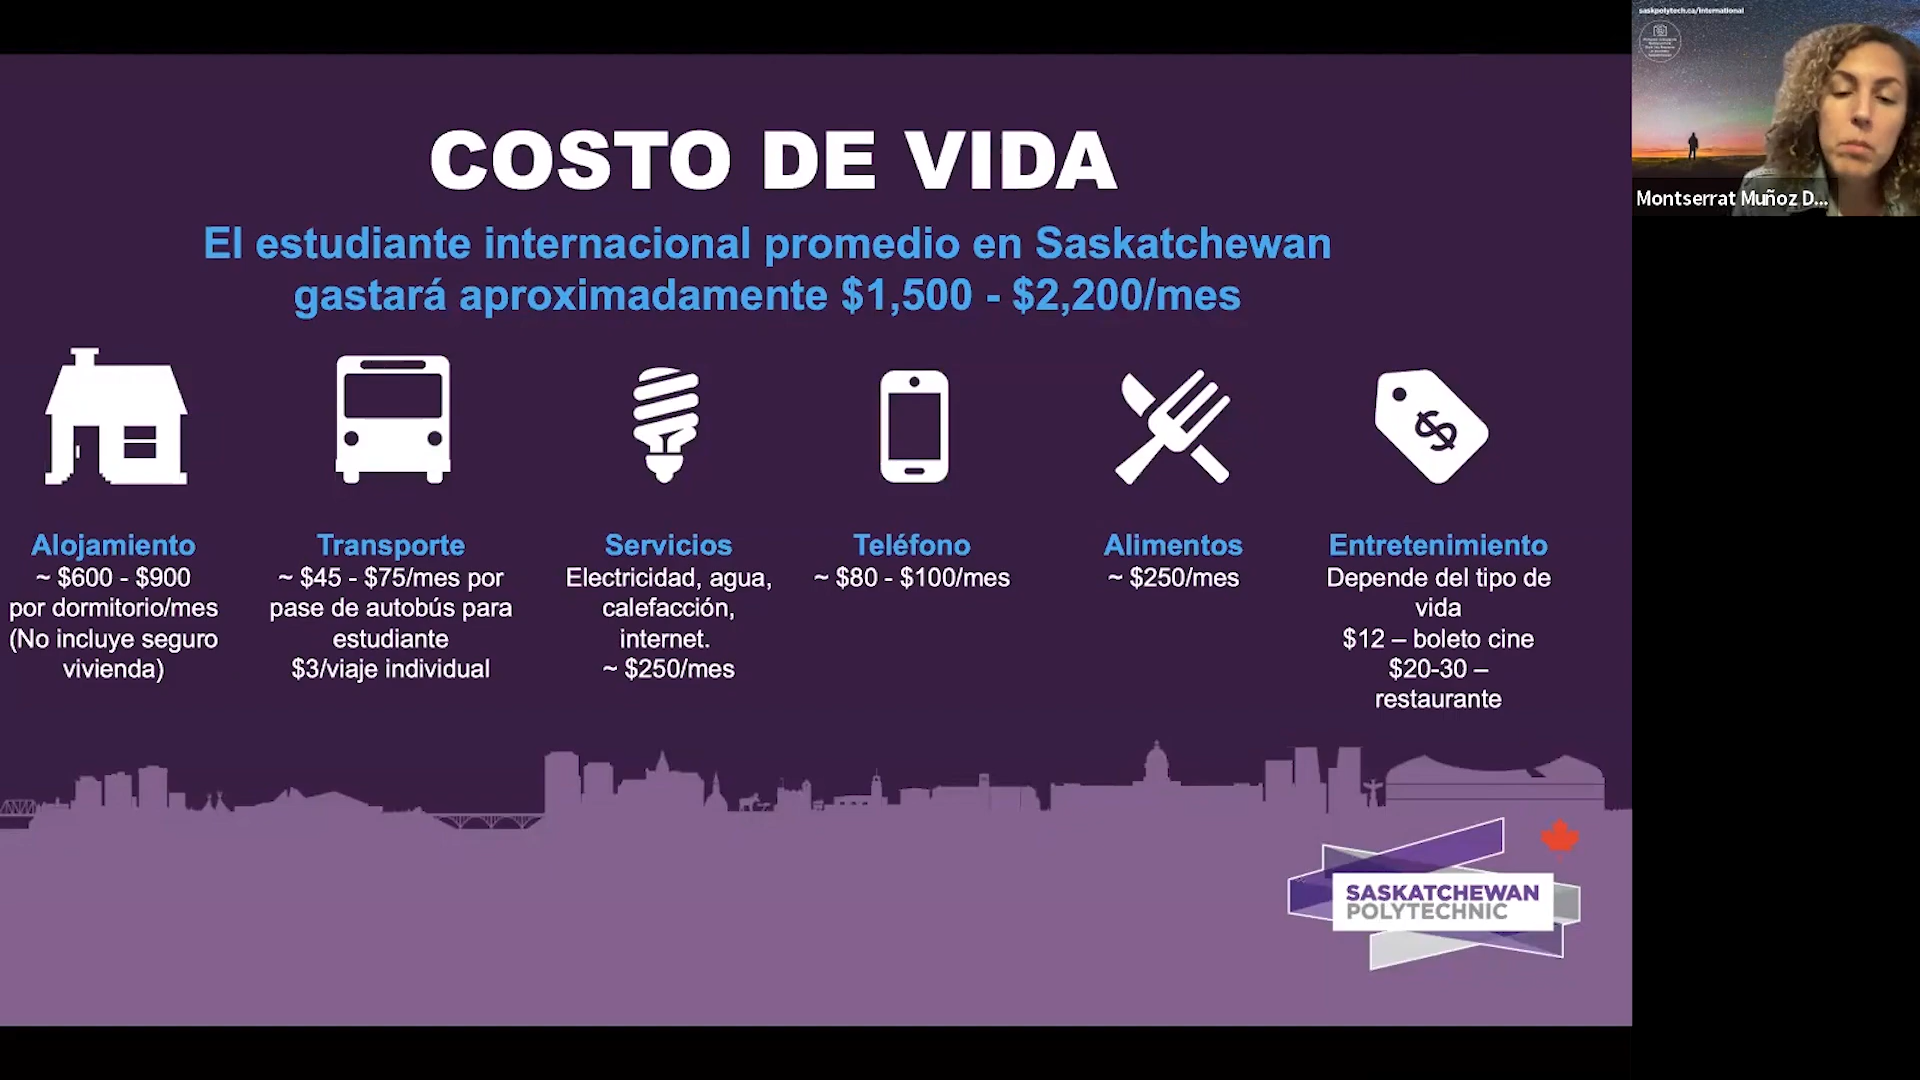 saskpolytech.ca/international
Montserrat Muñoz D...
COSTO DE VIDA
El estudiante internacional promedio en Saskatchewan
gastará aproximadamente $1,500 - $2,200/mes
Alojamiento
~ $600 - $900
por dormitorio/mes
(No incluye seguro
vivienda)
Transporte
~ $45 - $75/mes por
pase de autobús para
estudiante
$3/viaje individual
Servicios
Electricidad, agua,
calefacción,
internet.
~ $250/mes
Teléfono
~ $80 - $100/mes
Alimentos
~ $250/mes
Entretenimiento
Depende del tipo de
vida
$12 – boleto cine
$20-30 –
restaurante
SASKATCHEWAN
POLYTECHNIC